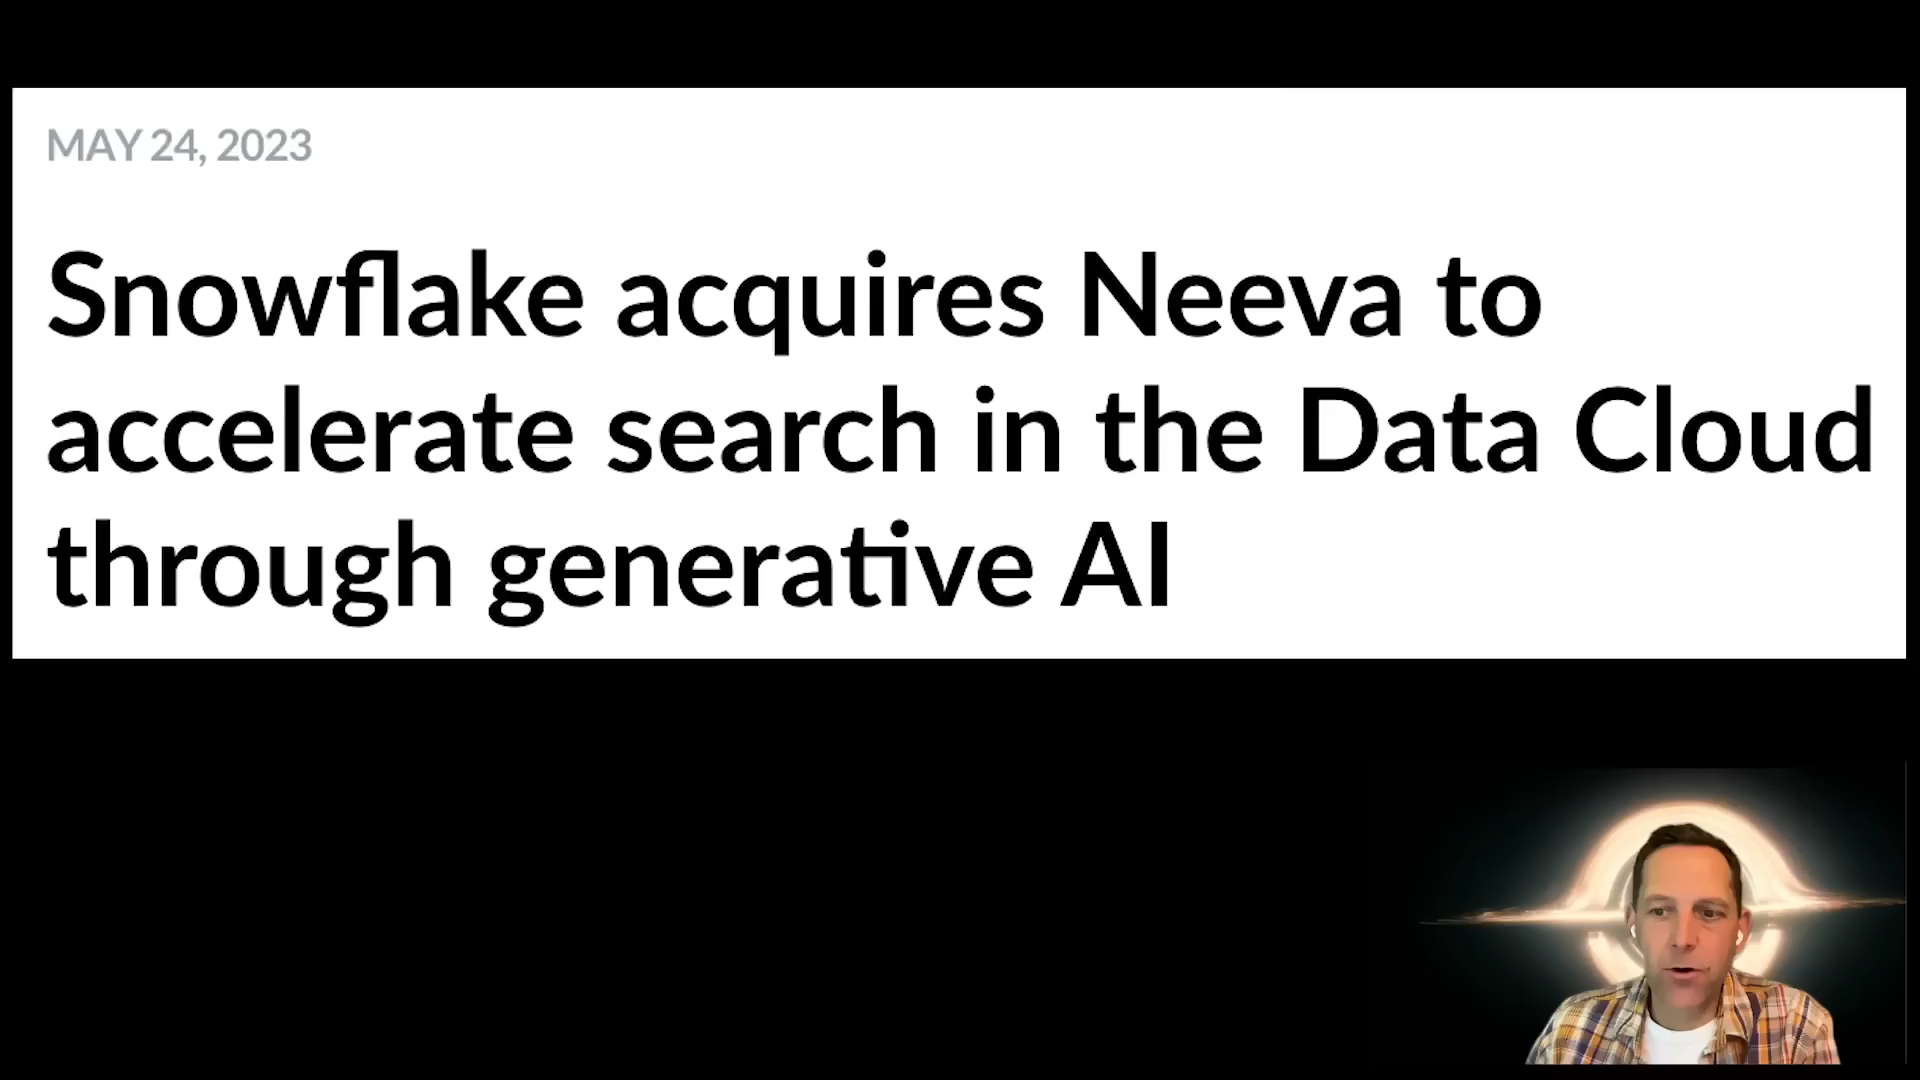 MAY 24, 2023
Snowflake acquires Neeva to
accelerate search in the Data Cloud
through generative AI